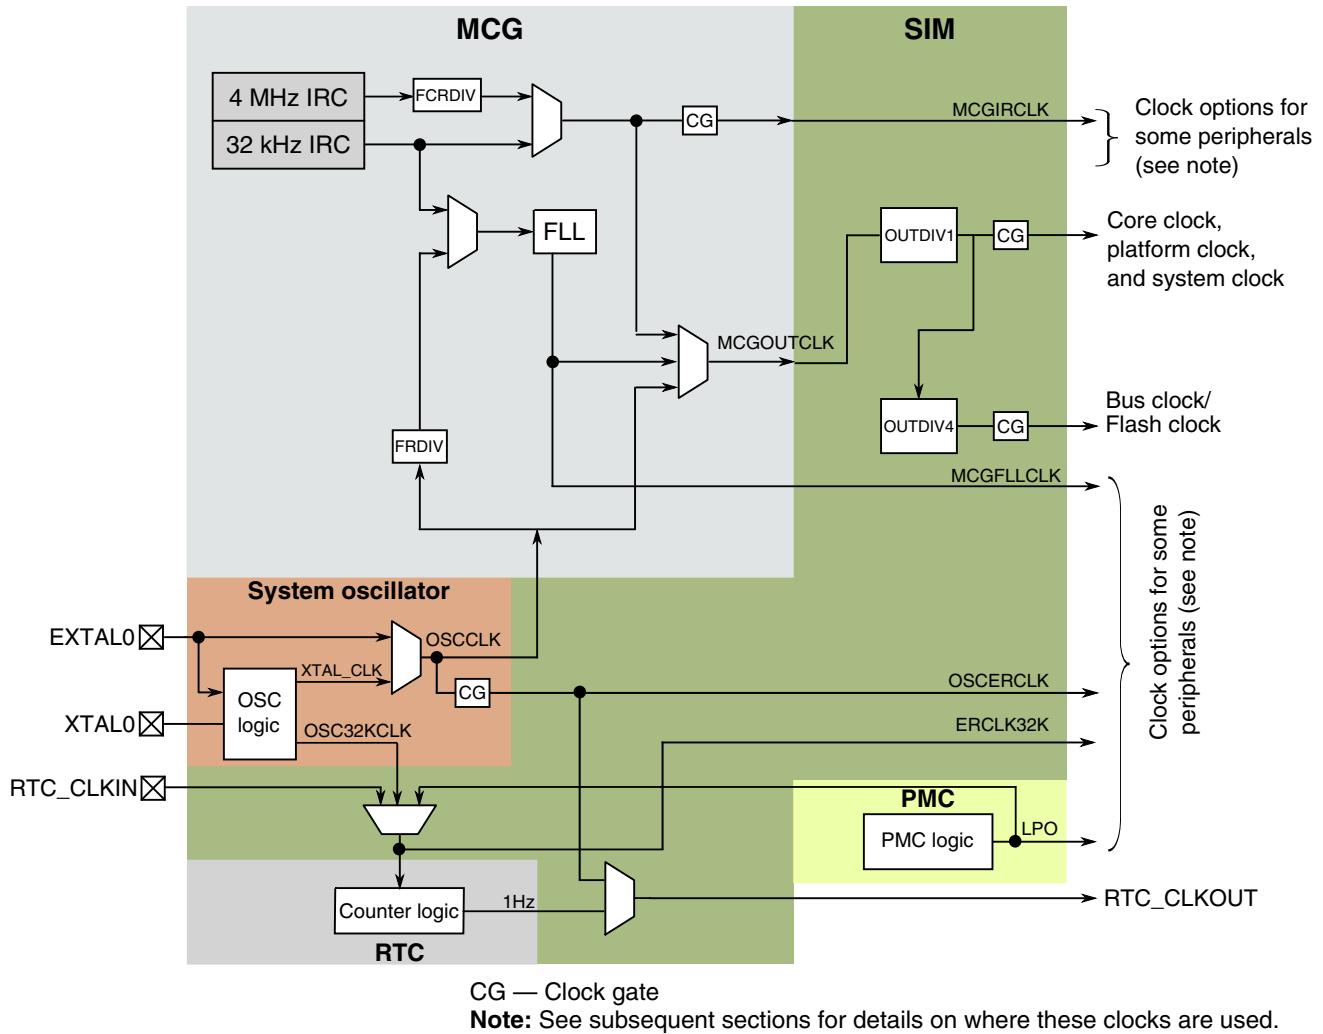 MCG
SIM
4 MHz IRC
FCRDIV
32 kHz IRC
CG
MCGIRCLK
Clock options for
some peripherals
(see note)
FLL
OUTDIV1
CG
Core clock,
platform clock,
and system clock
MCGOUTCLK
FRDIV
OUTDIV4
CG
Bus clock/
Flash clock
MCGFLLCLK
Clock options for some
peripherals (see note)
System oscillator
EXTAL0
OSCCLK
XTAL_CLK
OSC
logic
CG
OSCERCLK
XTAL0
OSC32KCLK
ERCLK32K
RTC_CLKIN
PMC
PMC logic
LPO
Counter logic
1Hz
RTC_CLKOUT
RTC
CG — Clock gate
Note: See subsequent sections for details on where these clocks are used.